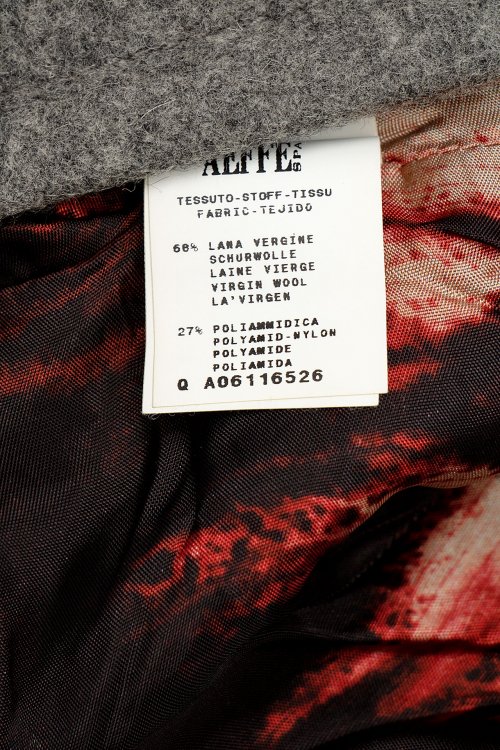 AEFFE SPA
TESSUTO-STOFF-TISSU
FABRIC-TEJIDO
68% LANA VERGINE
SCHURWOLLE
LAINE VIERGE
VIRGIN WOOL
LA'VIRGEN
27% POLIAMMIDICA
POLYAMID-NYLON
POLYAMIDE
POLIAMIDA
Q A06116526